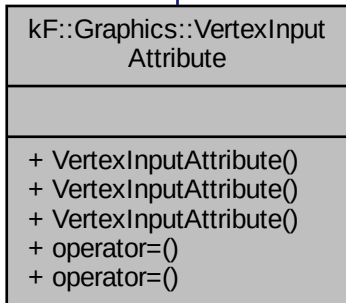 kF::Graphics::VertexInput
Attribute
+ VertexInputAttribute()
+ VertexInputAttribute()
+ VertexInputAttribute()
+ operator=()
+ operator=()